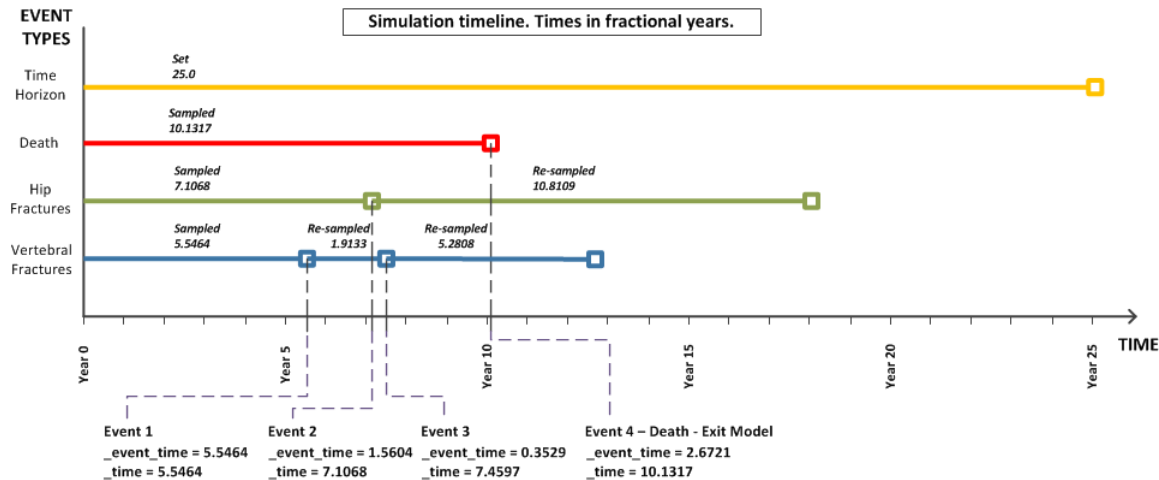 EVENT
TYPES
Simulation timeline. Times in fractional years.
Time
Horizon
Set
25.0
Death
Sampled
10.1317
Hip
Fractures
Sampled
7.1068
Re-sampled
10.8109
Vertebral
Fractures
Sampled
5.5464
Re-sampled
1.9133
Re-sampled
5.2808
Year 0
Year 5
Year 10
Year 15
Year 20
Year 25
TIME
Event 1
_event_time = 5.5464
_time = 5.5464
Event 2
_event_time = 1.5604
_time = 7.1068
Event 3
_event_time = 0.3529
_time = 7.4597
Event 4 – Death - Exit Model
_event_time = 2.6721
_time = 10.1317